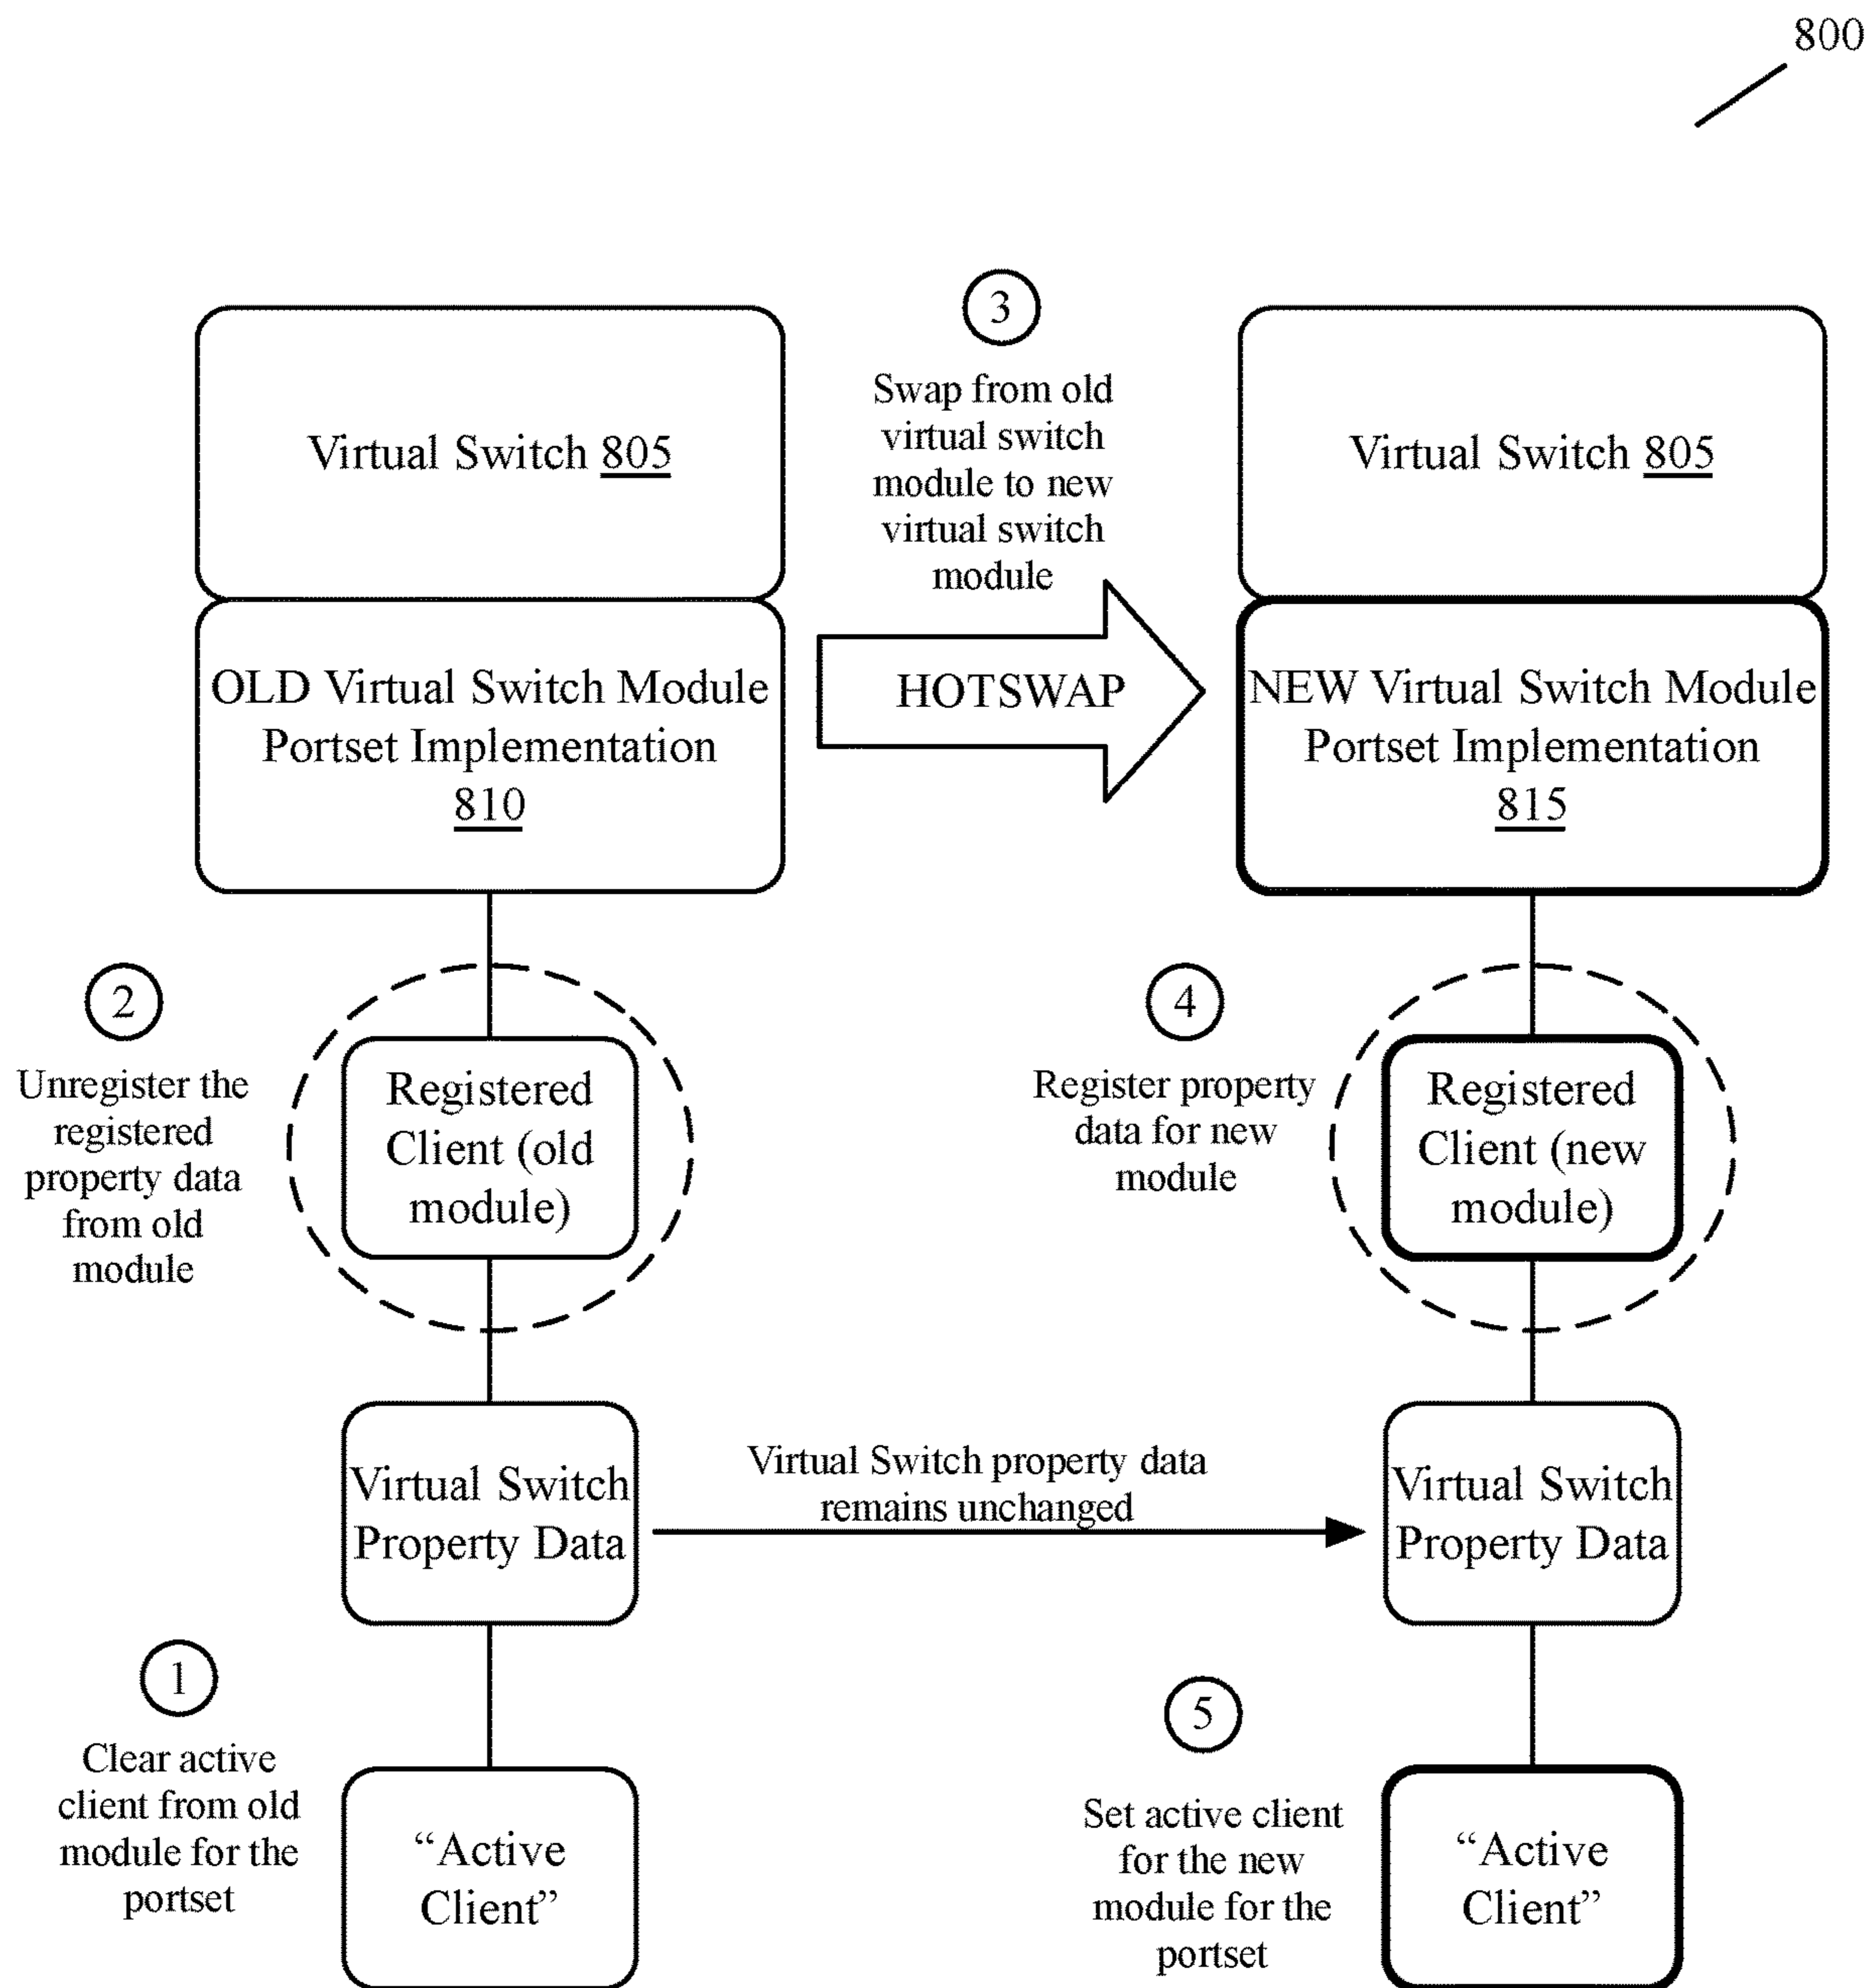 800
3
Swap from old
virtual switch
module to new
virtual switch
module
Virtual Switch 805
Virtual Switch 805
OLD Virtual Switch Module
Portset Implementation
810
HOTSWAP
NEW Virtual Switch Module
Portset Implementation
815
2
Unregister the
registered
property data
from old
module
Registered
Client (old
module)
4
Register property
data for new
module
Registered
Client (new
module)
Virtual Switch
Property Data
Virtual Switch property data
remains unchanged
Virtual Switch
Property Data
1
Clear active
client from old
module for the
portset
“Active
Client”
5
Set active client
for the new
module for the
portset
“Active
Client”